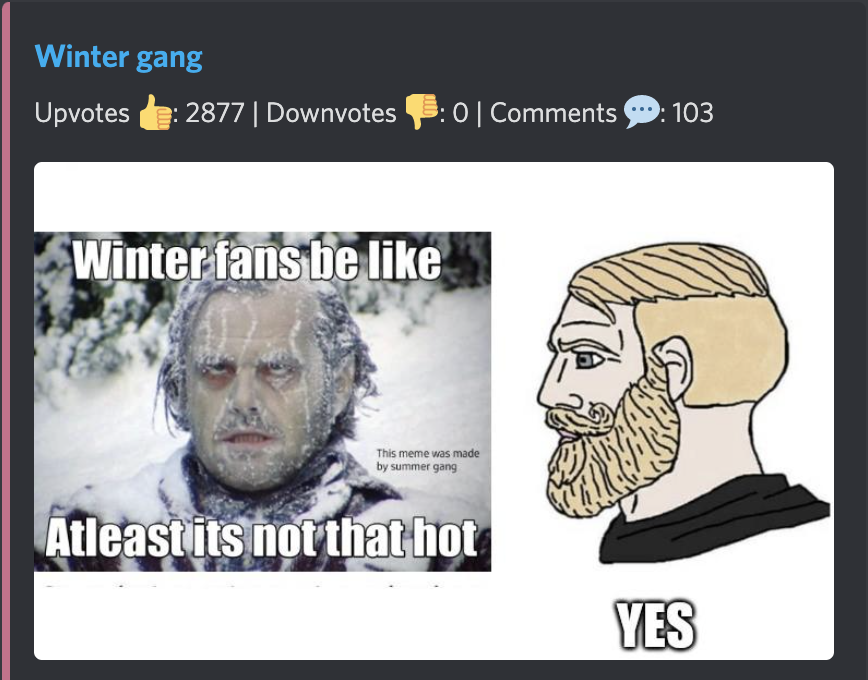 Winter gang
Upvotes 👍: 2877 | Downvotes 👎: 0 | Comments 💬: 103
Winter fans be like
This meme was made
by summer gang
Atleast its not that hot
YES